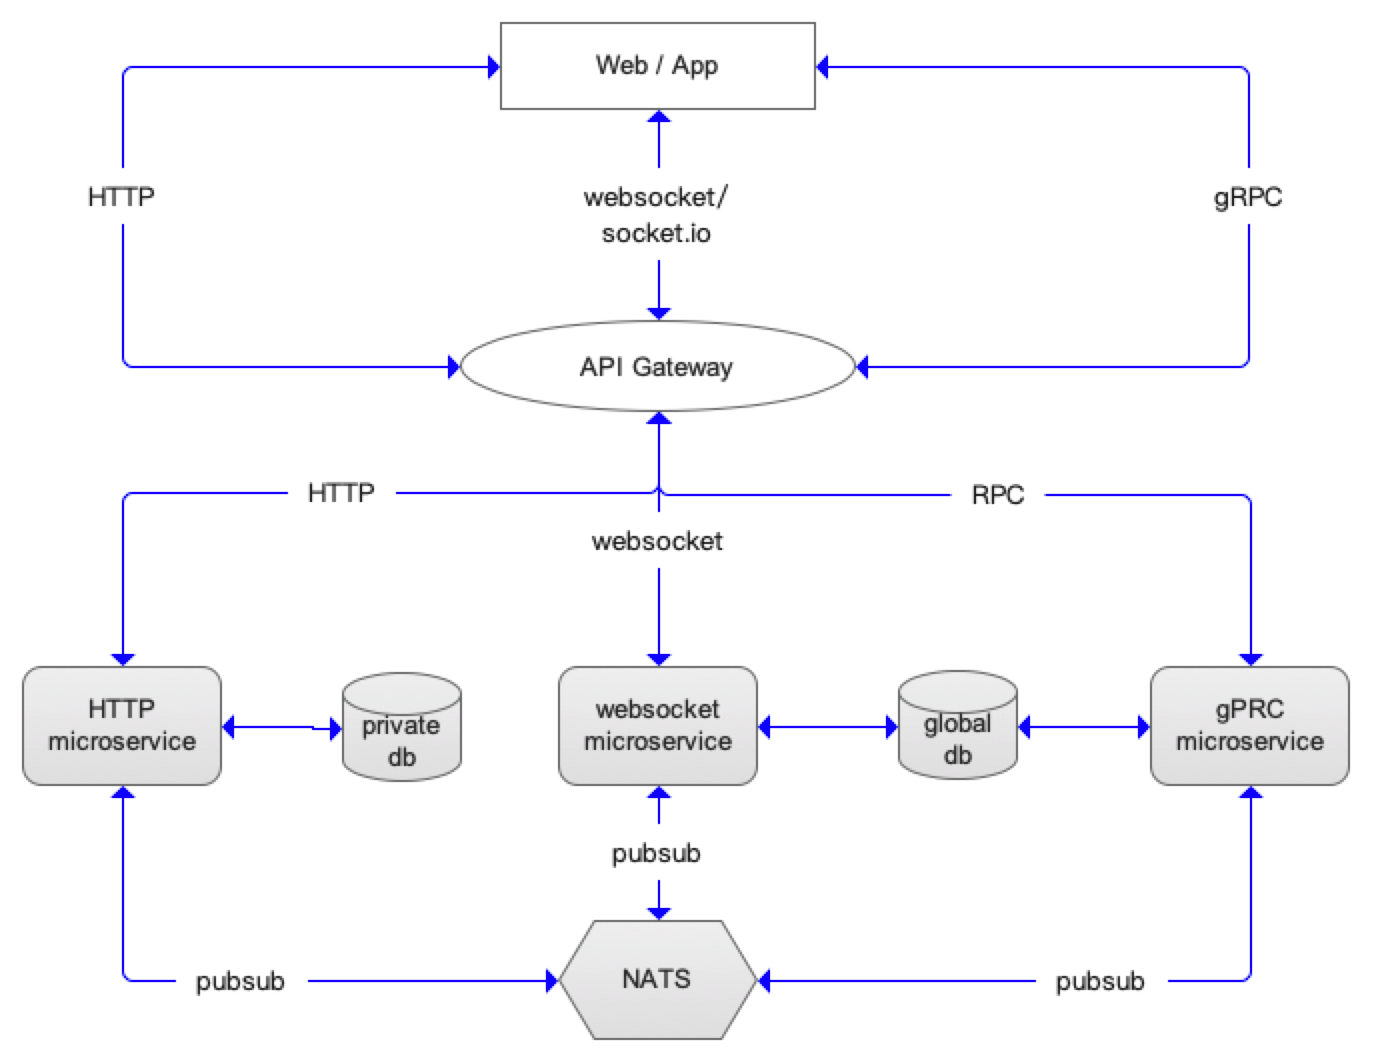 Web / App
HTTP
websocket/
socket.io
gRPC
API Gateway
HTTP
RPC
websocket
HTTP
microservice
private
db
websocket
microservice
global
db
gPRC
microservice
pubsub
pubsub
NATS
pubsub